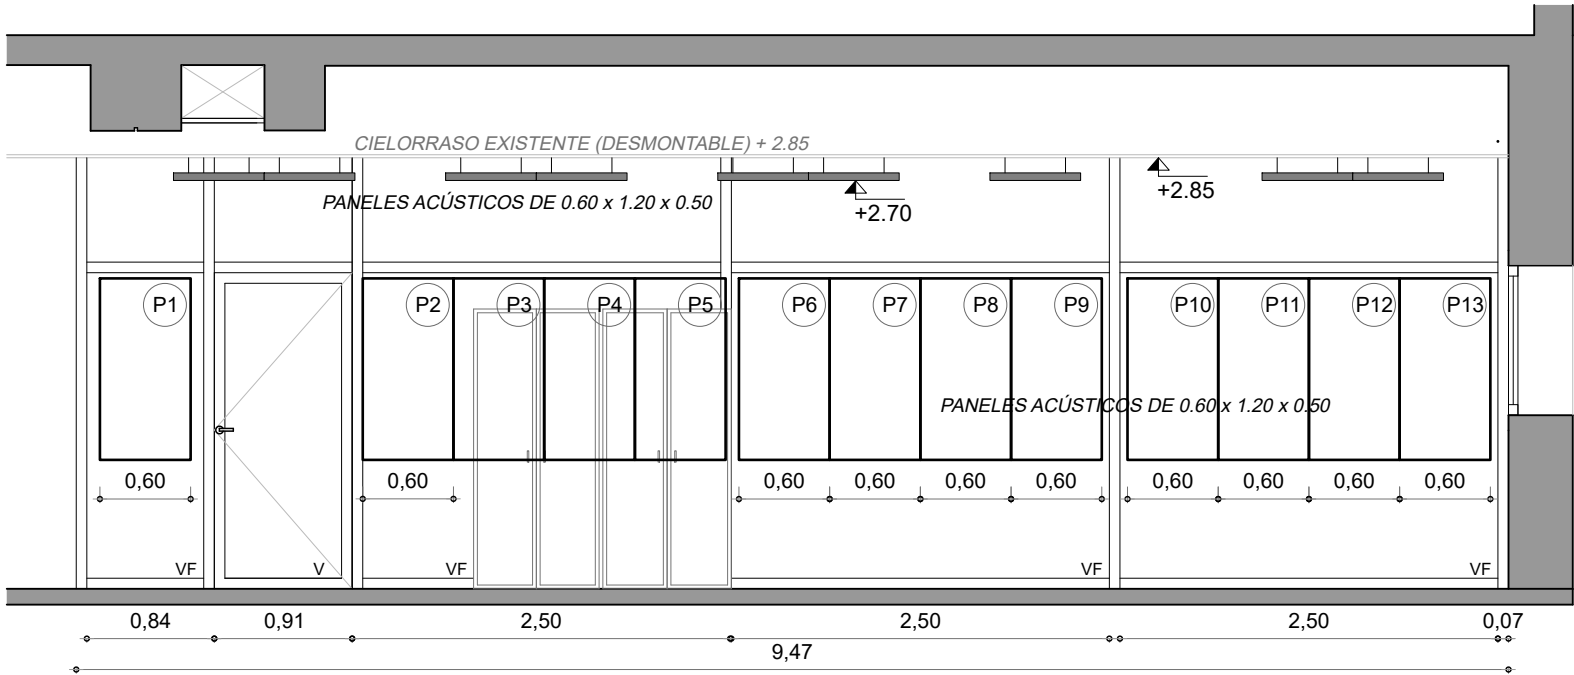 CIELORRASO EXISTENTE (DESMONTABLE) + 2.85
+2.85
PANELES ACÚSTICOS DE 0.60 x 1.20 x 0.50
+2.70
P1
P2
P3
P4
P5
P6
P7
P8
P9
P10
P11
P12
P13
PANELES ACÚSTICOS DE 0.60 x 1.20 x 0.50
0,60
0,60
0,60
0,60
0,60
0,60
0,60
0,60
0,60
0,60
VF
V
VF
VF
VF
0,84
0,91
2,50
2,50
2,50
0,07
9,47